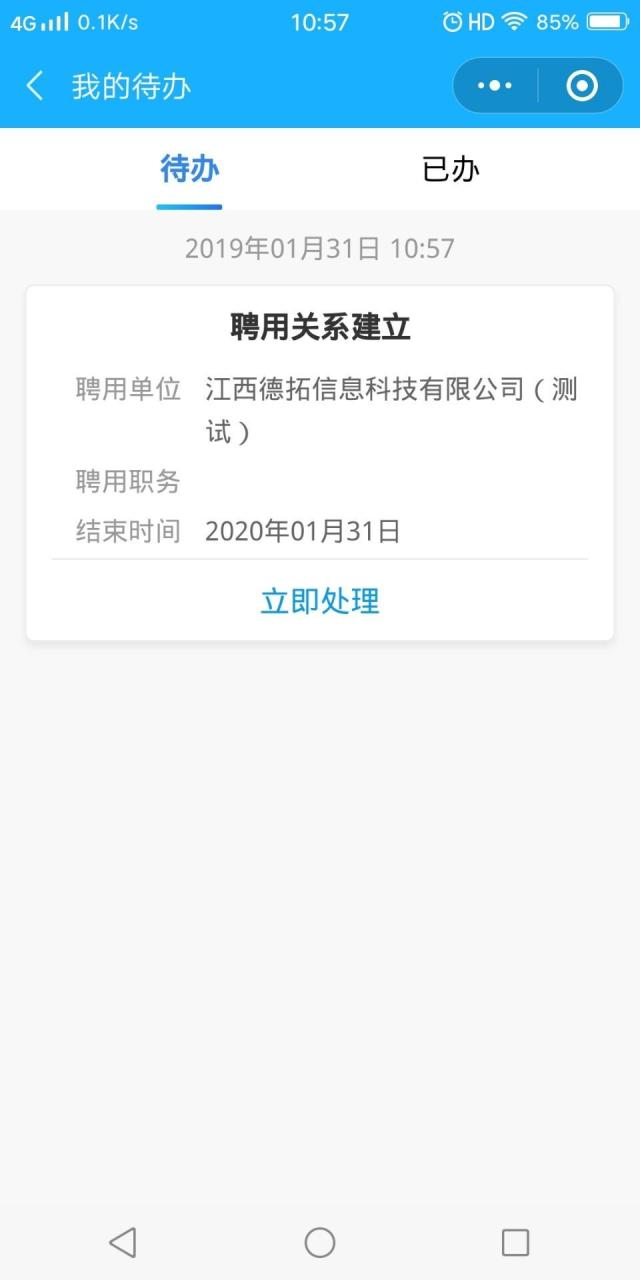 4G 0.1K/s 10:57 HD 85%
我的待办
待办 已办
2019年01月31日 10:57
聘用关系建立
聘用单位 江西德拓信息科技有限公司（测
试）
聘用职务
结束时间 2020年01月31日
立即处理